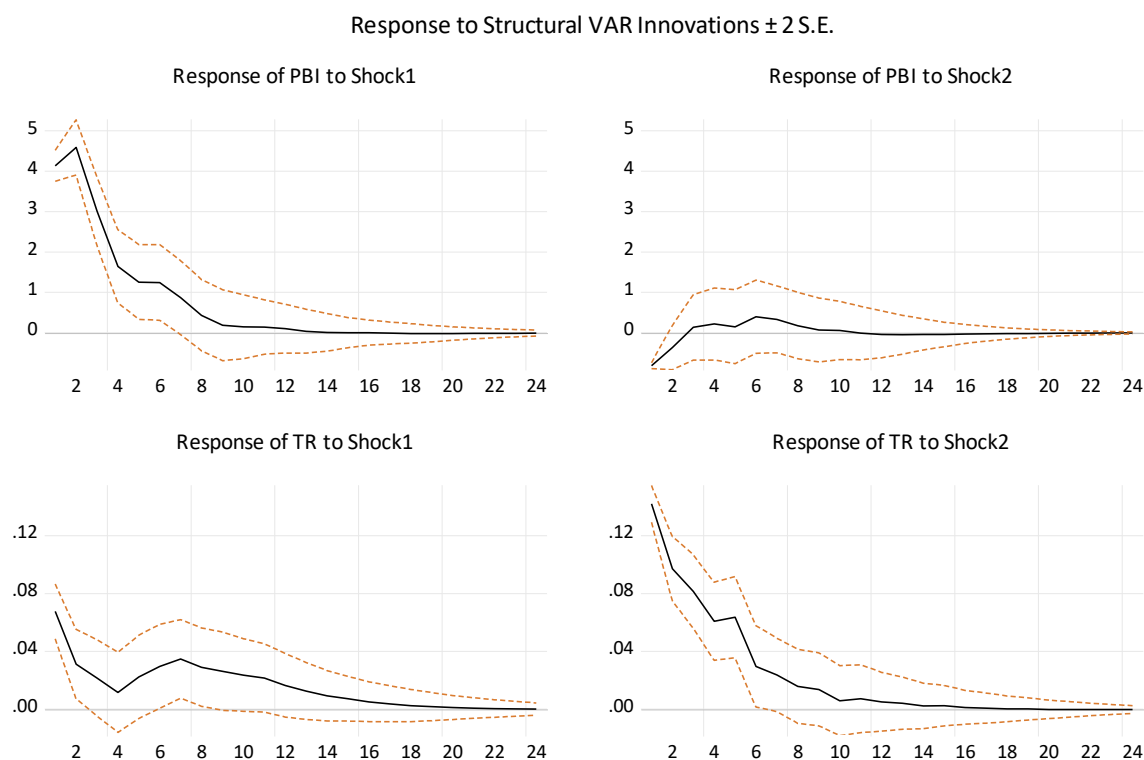 Response to Structural VAR Innovations ± 2 S.E.
Response of PBI to Shock1
5
4
3
2
1
0
2 4 6 8 10 12 14 16 18 20 22 24
Response of PBI to Shock2
5
4
3
2
1
0
2 4 6 8 10 12 14 16 18 20 22 24
Response of TR to Shock1
.12
.08
.04
.00
2 4 6 8 10 12 14 16 18 20 22 24
Response of TR to Shock2
.12
.08
.04
.00
2 4 6 8 10 12 14 16 18 20 22 24